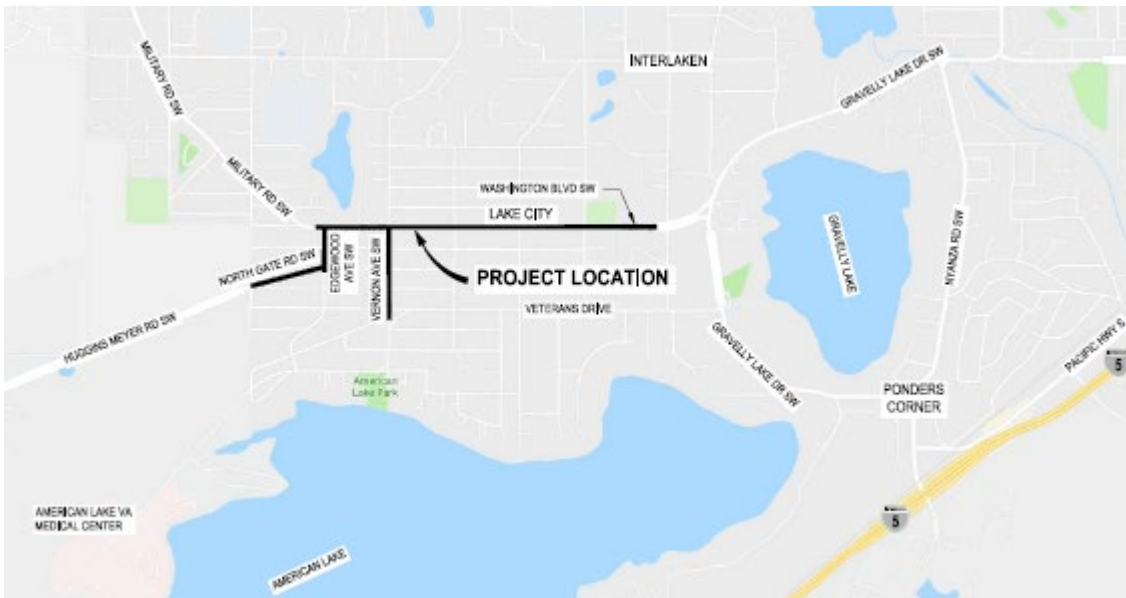 MILITARY RD SW
INTERLAKEN
GRAVELLY LAKE DR SW
MILITARY RD SW
WASHINGTON BLVD SW
LAKE CITY
NORTH GATE RD SW
EDGEWOOD
AVE SW
VERNON AVE SW
PROJECT LOCATION
GRAVELLY LAKE
NYANZA RD SW
VETERANS DRIVE
HUGGINS MEYER RD SW
GRAVELLY LAKE DR SW
PACIFIC HWY S
5
American
Lake Park
PONDERS
CORNER
AMERICAN LAKE VA
MEDICAL CENTER
5
AMERICAN LAKE